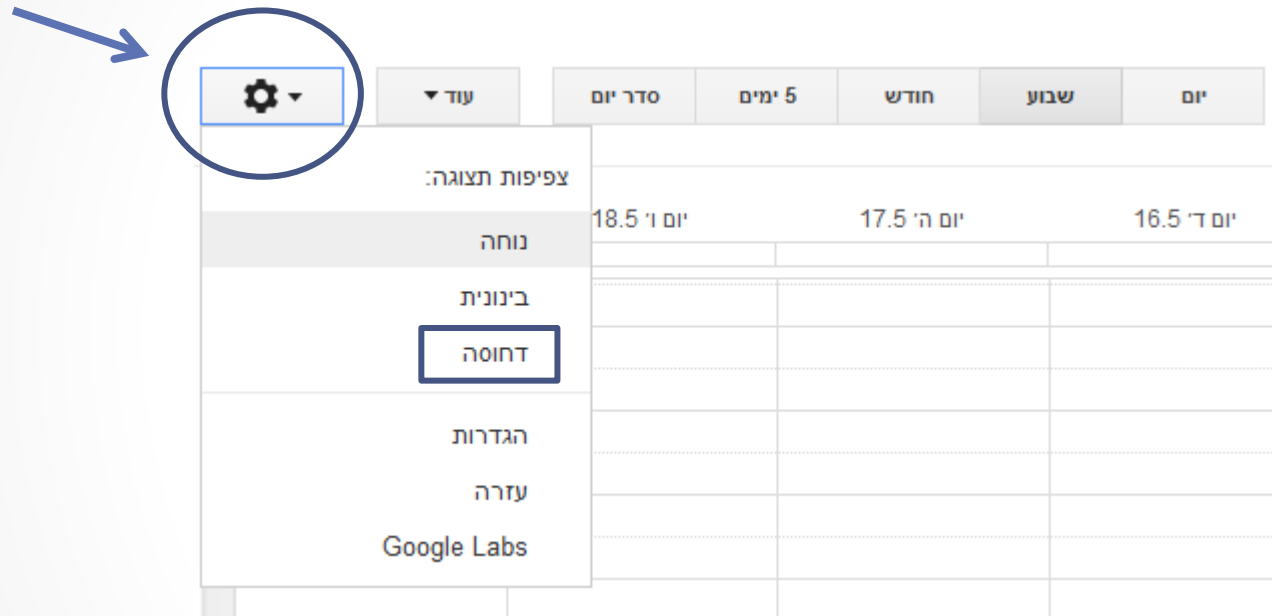 יום שבוע חודש 5 ימים סדר יום עוד
צפיפות תצוגה:
יום ד' 16.5 יום ה' 17.5 יום ו' 18.5
נוחה
בינונית
דחוסה
הגדרות
עזרה
Google Labs